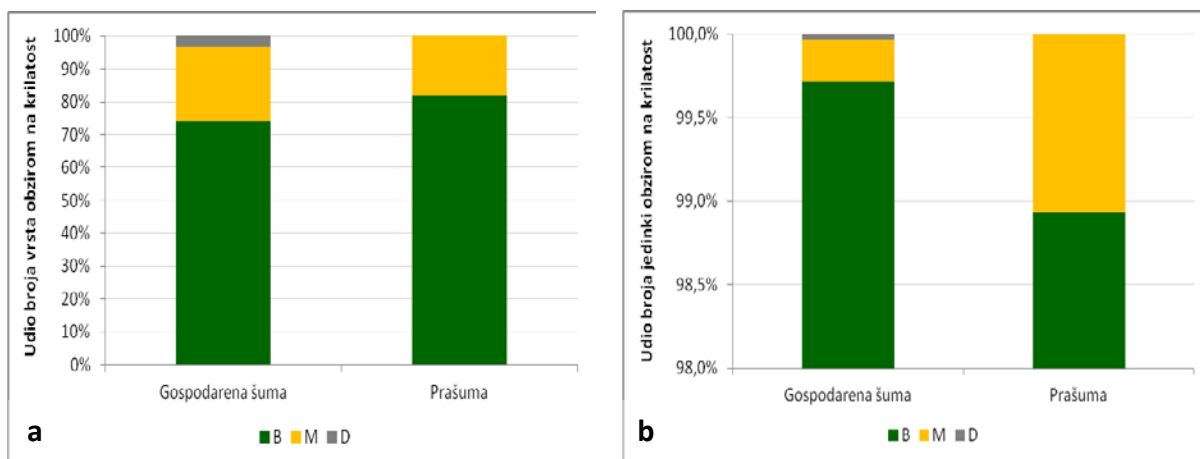 Udio broja vrsta obzirom na krilatost
100%
90%
80%
70%
60%
50%
40%
30%
20%
10%
0%
Gospodarena šuma
Prašuma
B M D
a
Udio broja jedinki obzirom na krilatost
100,0%
99,5%
99,0%
98,5%
98,0%
Gospodarena šuma
Prašuma
B M D
b